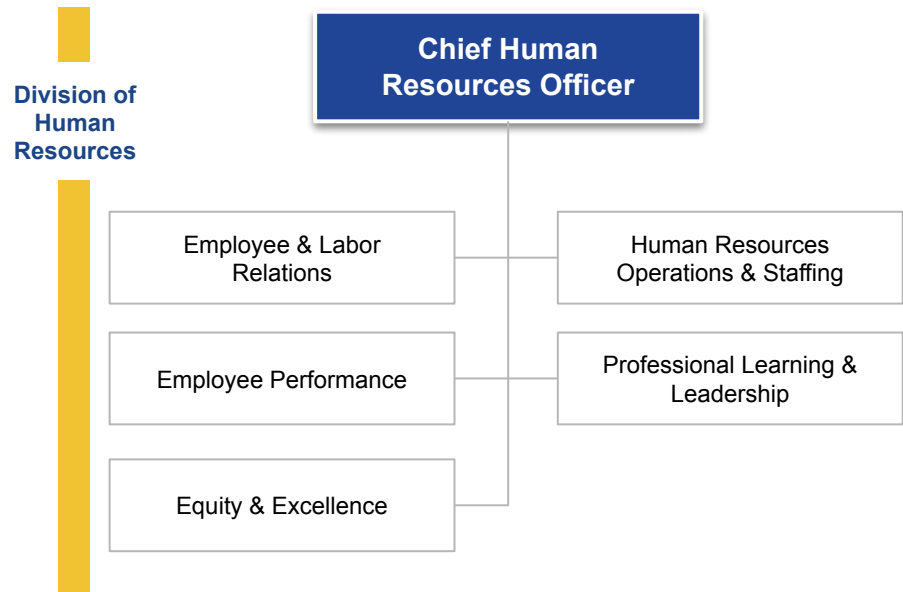 Chief Human
Resources Officer
Division of
Human
Resources
Employee & Labor
Relations
Human Resources
Operations & Staffing
Employee Performance
Professional Learning &
Leadership
Equity & Excellence